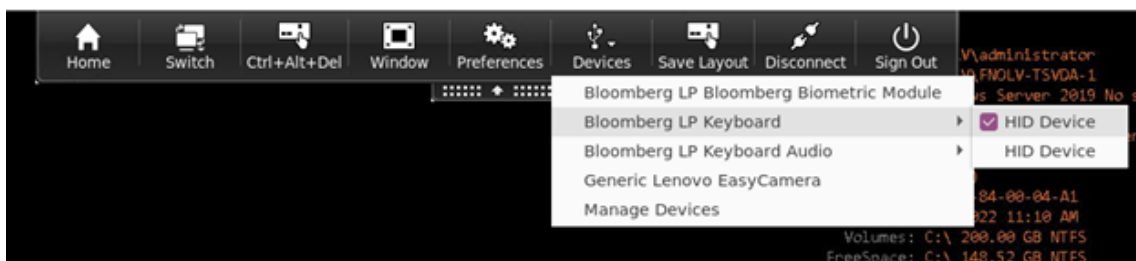 Home Switch Ctrl+Alt+Del Window Preferences Devices Save Layout Disconnect Sign Out
Bloomberg LP Bloomberg Biometric Module
Bloomberg LP Keyboard
HID Device
Bloomberg LP Keyboard Audio
HID Device
Generic Lenovo EasyCamera
Manage Devices
V\administrator
\FNOLV-TSVDA-1
Server 2019 No
-84-00-04-A1
11:10 AM
Volumes: C:\ 200.00 GB NTFS
FreeSpace: C:\ 148.52 GB NTFS